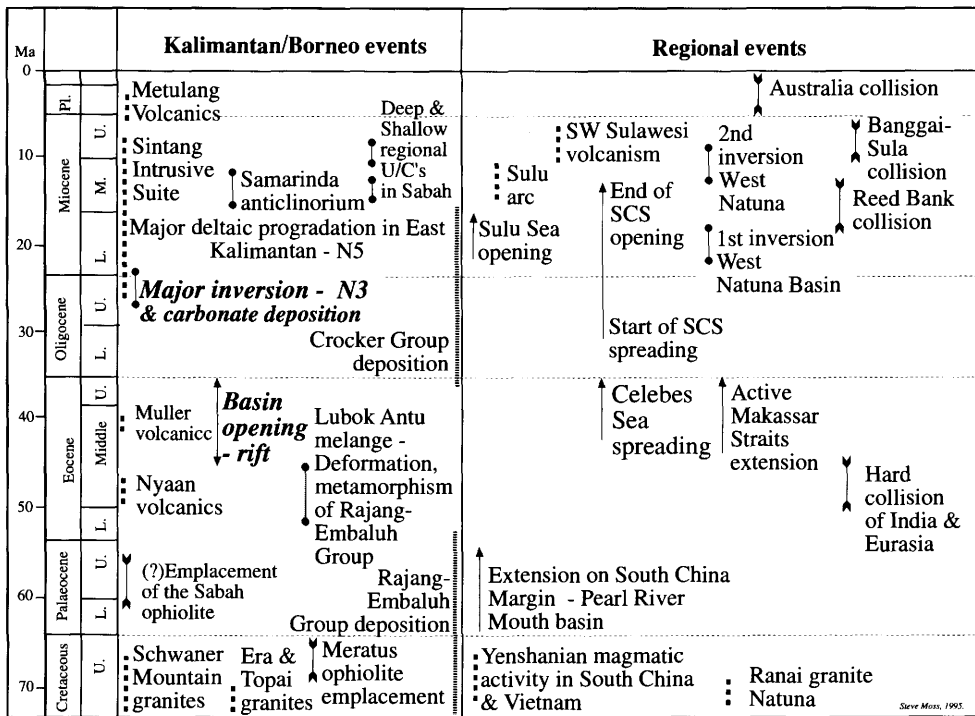 Kalimantan/Borneo events
Regional events
Ma
0
10
20
30
40
50
60
70
Pl.
Miocene
U.
M.
L.
Oligocene
U.
L.
Eocene
U.
Middle
L.
Palaeocene
U.
L.
Cretaceous
U.
Metulang
Volcanics
Sintang
Intrusive
Suite
Samarinda
anticlinorium
Deep &
Shallow
regional
U/C's
in Sabah
Major deltaic progradation in East
Kalimantan - N5
Major inversion - N3
& carbonate deposition
Crocker Group
deposition
Muller
volcanicc
Basin
opening
- rift
Nyaan
volcanics
Lubok Antu
melange -
Deformation,
metamorphism
of Rajang-
Embaluh
Group
(?)Emplacement
of the Sabah
ophiolite
Rajang-
Embaluh
Group deposition
Schwaner
Mountain
granites
Era &
Topai
granites
Meratus
ophiolite
emplacement
Australia collision
SW Sulawesi
volcanism
Sulu
arc
2nd
inversion
West
Natuna
Banggai-
Sula
collision
Reed Bank
collision
Sulu Sea
opening
End of
SCS
opening
1st inversion
West
Natuna Basin
Start of SCS
spreading
Celebes
Sea
spreading
Active
Makassar
Straits
extension
Hard
collision
of India &
Eurasia
Extension on South China
Margin - Pearl River
Mouth basin
Yenshanian magmatic
activity in South China
& Vietnam
Ranai granite
Natuna
Steve Moss, 1995.